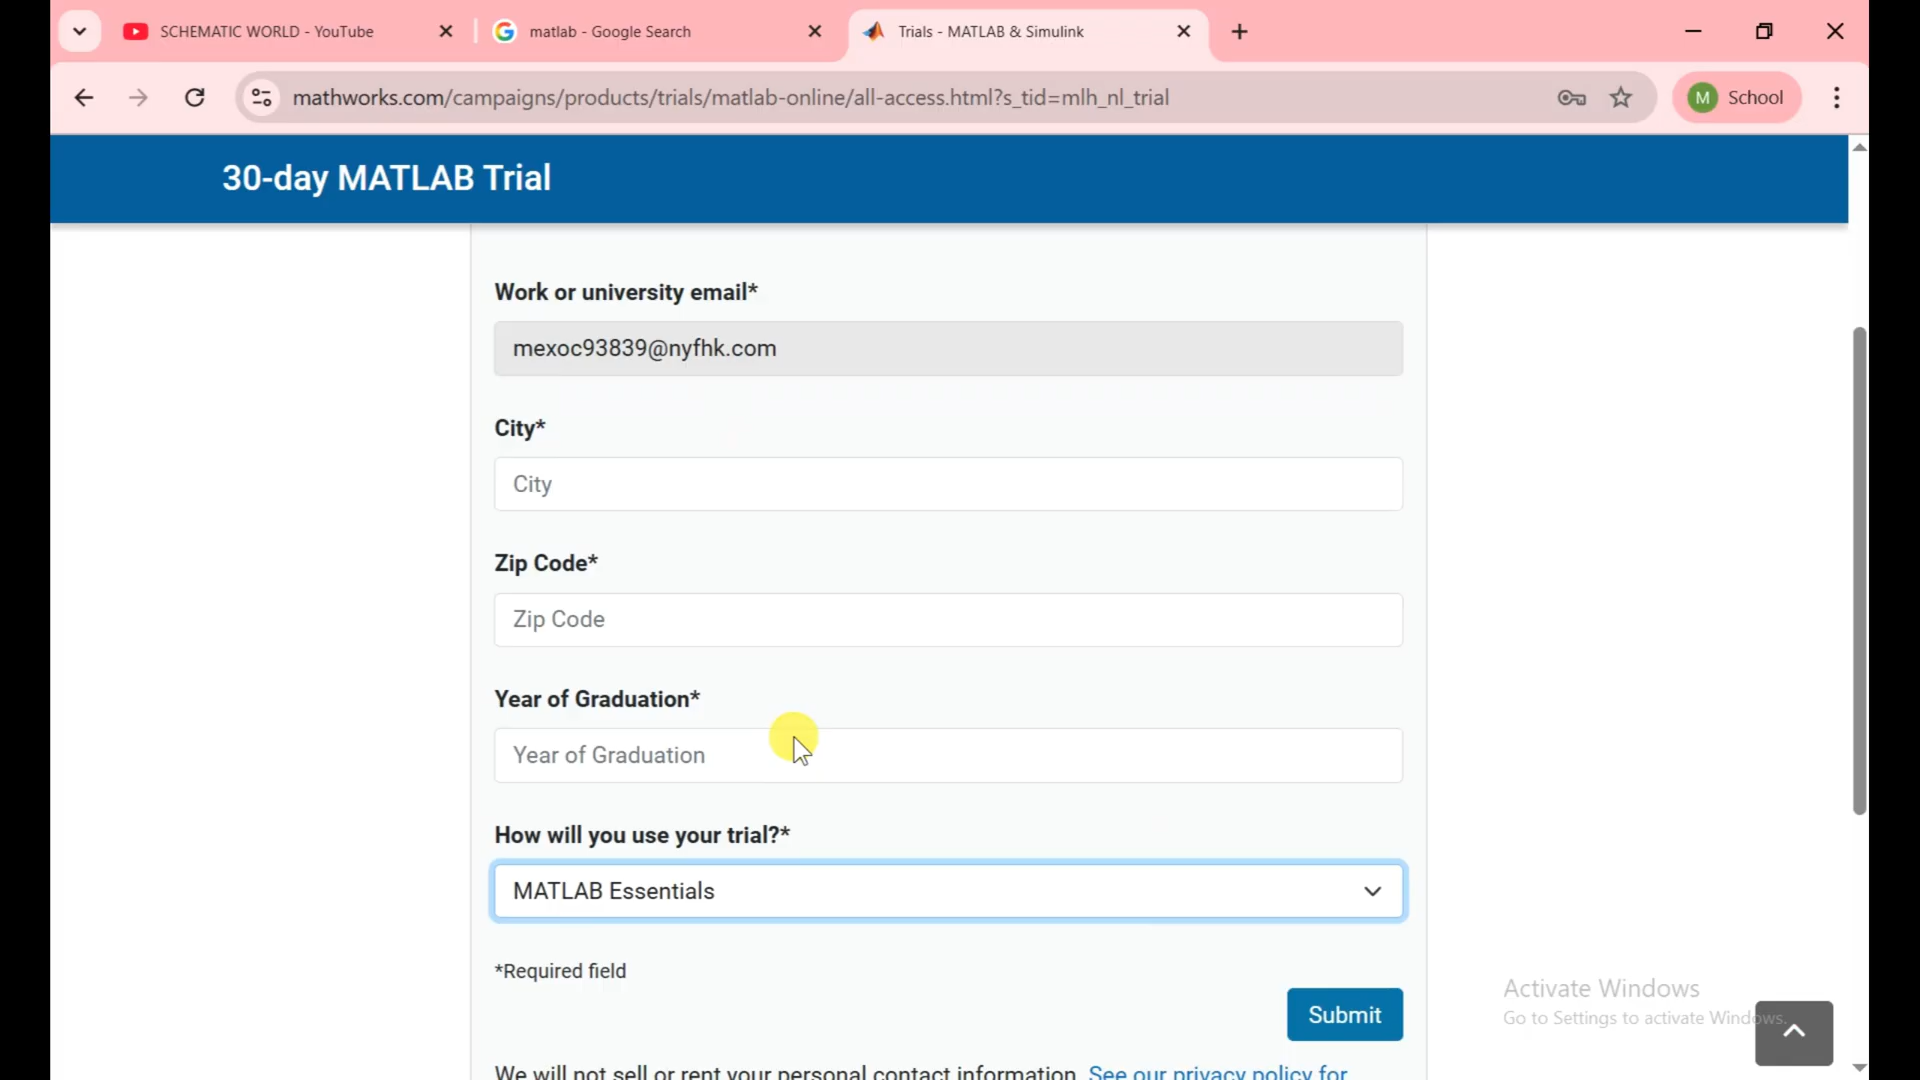 SCHEMATIC WORLD - YouTube
matlab - Google Search
Trials - MATLAB & Simulink
mathworks.com/campaigns/products/trials/matlab-online/all-access.html?s_tid=mlh_nl_trial
M School
30-day MATLAB Trial
Work or university email*
mexoc93839@nyfhk.com
City*
City
Zip Code*
Zip Code
Year of Graduation*
Year of Graduation
How will you use your trial?*
MATLAB Essentials
*Required field
Submit
Activate Windows
Go to Settings to activate Windows.
We will not sell or rent your personal contact information. See our privacy policy for